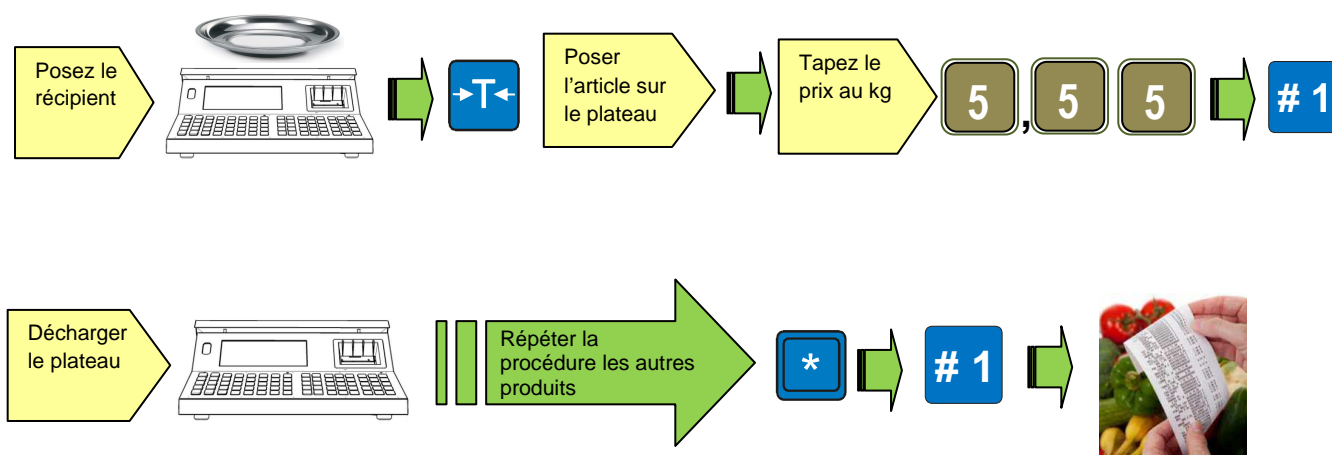 Posez le
récipient
→T←
Poser
l'article sur
le plateau
Tapez le
prix au kg
5,5 5
# 1
Décharger
le plateau
Répéter la
procédure les autres
produits
*
# 1